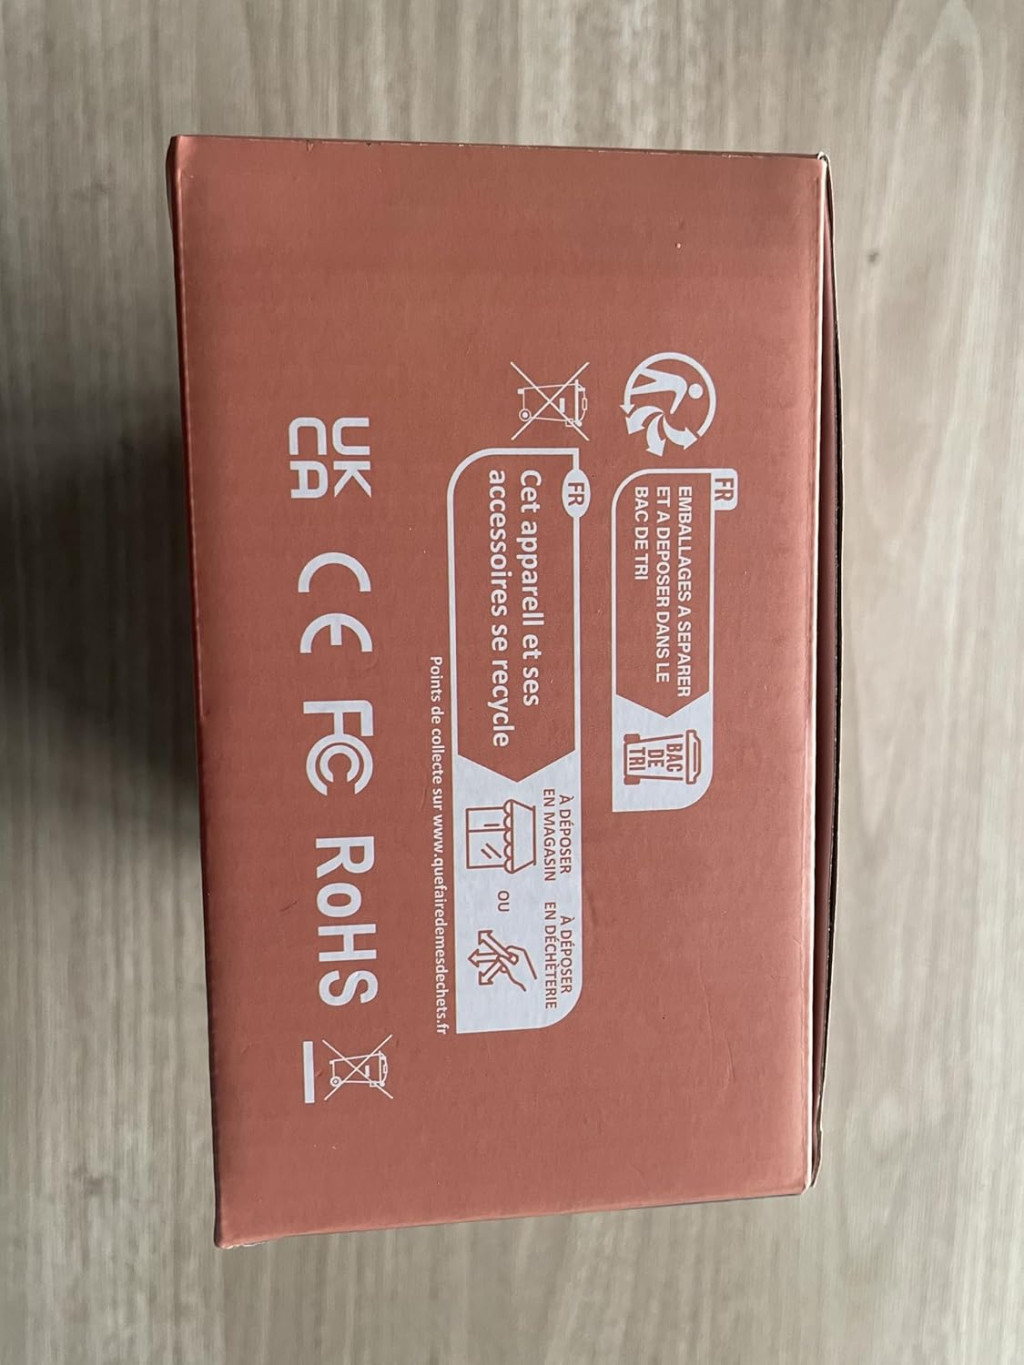 FR
EMBALLAGES A SEPARER
ET A DEPOSER DANS LE
BAC DE TRI
BAC
DE
TRI
FR
Cet appareil et ses
accessoires se recycle
À DÉPOSER
EN MAGASIN
OU
À DÉPOSER
EN DÉCHÈTERIE
Points de collecte sur www.quefairedemesdechets.fr
UK
CA
CE
FC
RoHS